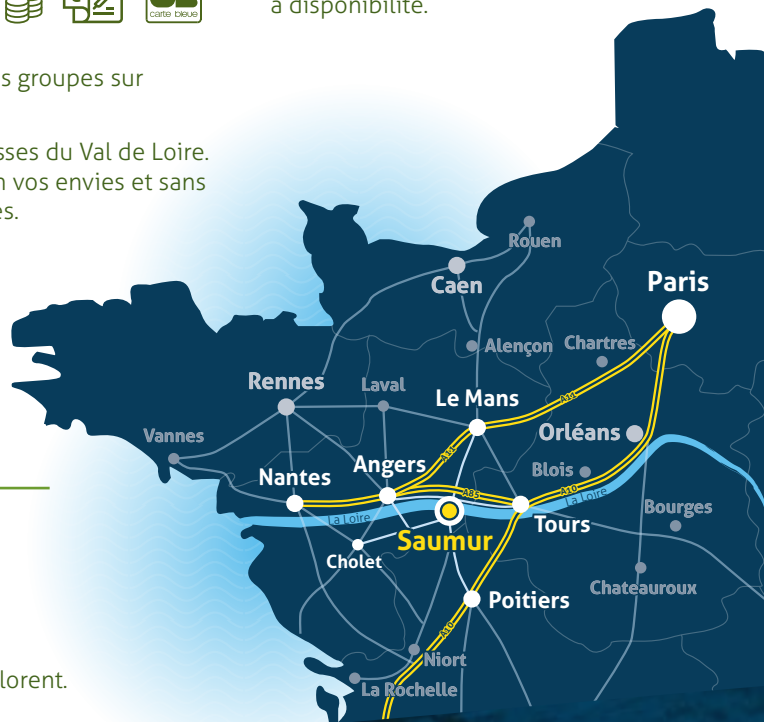 carte bleue
à disponibilité.
s groupes sur
sses du Val de Loire.
n vos envies et sans
es.
Rouen
Caen
Paris
Alençon
Chartres
Rennes
Laval
Le Mans
A11
Vannes
Orléans
Nantes
Angers
A11
Blois
A85
A10
La Loire
La Loire
Bourges
Saumur
Tours
Cholet
Chateauroux
Poitiers
A10
Niort
La Rochelle
lorent.